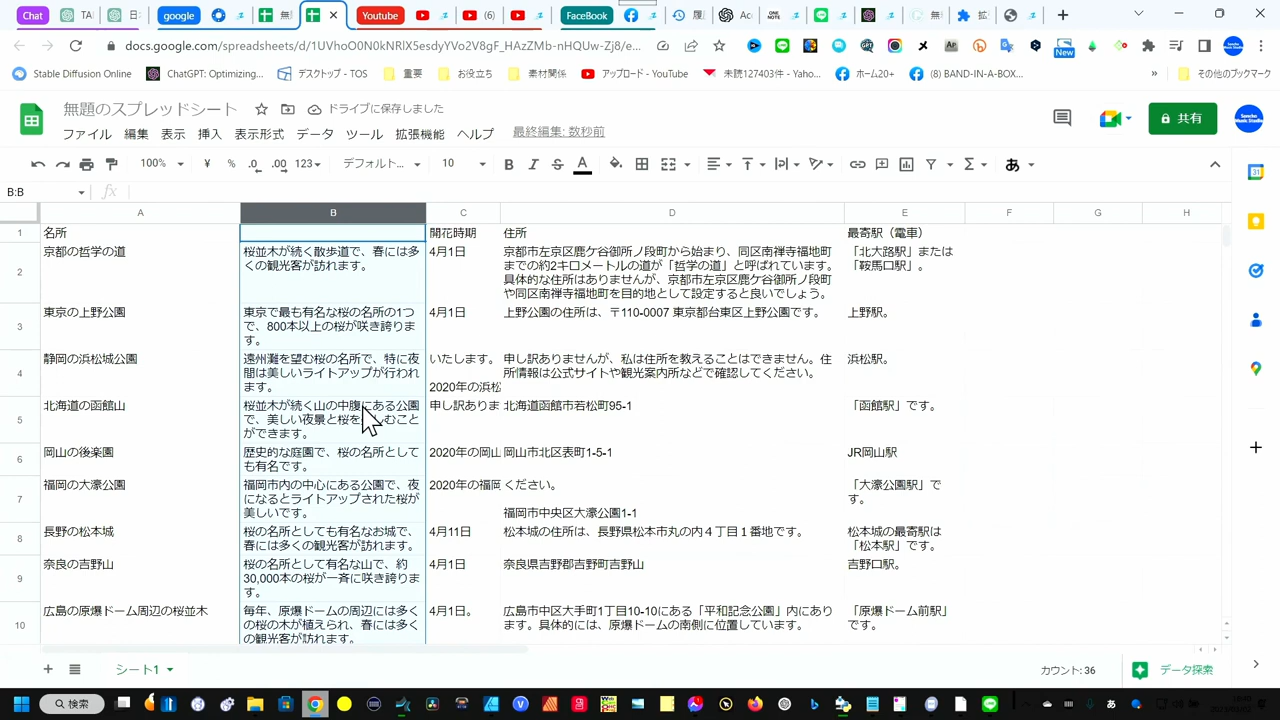 Chat
google
Youtube
(6)
FaceBook
docs.google.com/spreadsheets/d/1UVhoO0N0kNRlX5esdyYVo2V8gF_HAzZMb-nHQUw-Zj8/e...
New
Stable Diffusion Online
ChatGPT: Optimizing...
デスクトップ - TOS
重要
お役立ち
素材関係
アップロード - YouTube
未読127403件 - Yaho...
ホーム20+
(8) BAND-IN-A-BOX...
»
その他のブックマーク
無題のスプレッドシート
ドライブに保存しました
ファイル 編集 表示 挿入 表示形式 データ ツール 拡張機能 ヘルプ
最終編集: 数秒前
共有
100% ¥ % .0 .00 123 デフォルト... 10 B I S A あ
B:B
fx
A B C D E F G H
1 名所 開花時期 住所 最寄駅（電車）
2 京都の哲学の道
桜並木が続く散歩道で、春には多
くの観光客が訪れます。
4月1日
京都市左京区鹿ケ谷御所ノ段町から始まり、同区南禅寺福地町
までの約2キロメートルの道が「哲学の道」と呼ばれています。
具体的な住所はありませんが、京都市左京区鹿ケ谷御所ノ段町
や同区南禅寺福地町を目的地として設定すると良いでしょう。
「北大路駅」または
「鞍馬口駅」。
3 東京の上野公園
東京で最も有名な桜の名所の1つ
で、800本以上の桜が咲き誇りま
す。
4月1日
上野公園の住所は、〒110-0007 東京都台東区上野公園です。
上野駅。
4 静岡の浜松城公園
遠州灘を望む桜の名所で、特に夜
間は美しいライトアップが行われ
ます。
いたします。
2020年の浜松
申し訳ありませんが、私は住所を教えることはできません。住
所情報は公式サイトや観光案内所などで確認してください。
浜松駅。
5 北海道の函館山
桜並木が続く山の中腹にある公園
で、美しい夜景と桜を
むこと
ができます。
申し訳ありま
北海道函館市若松町95-1
「函館駅」です。
6 岡山の後楽園
歴史的な庭園で、桜の名所として
も有名です。
2020年の岡山
岡山市北区表町1-5-1
JR岡山駅
7 福岡の大濠公園
福岡市内の中心にある公園で、夜
になるとライトアップされた桜が
美しいです。
2020年の福岡
ください。
福岡市中央区大濠公園1-1
「大濠公園駅」で
す。
8 長野の松本城
桜の名所としても有名なお城で、
春には多くの観光客が訪れます。
4月11日
松本城の住所は、長野県松本市丸の内４丁目１番地です。
松本城の最寄駅は
「松本駅」です。
9 奈良の吉野山
桜の名所として有名な山で、約
30,000本の桜が一斉に咲き誇りま
す。
4月1日
奈良県吉野郡吉野町吉野山
吉野口駅。
10 広島の原爆ドーム周辺の桜並木
毎年、原爆ドームの周辺には多く
の桜の木が植えられ、春には多く
の観光客が訪れます。
4月1日。
広島市中区大手町1丁目10-10にある「平和記念公園」内にあり
ます。具体的には、原爆ドームの南側に位置しています。
「原爆ドーム前駅」
です。
シート1
カウント: 36
データ探索
検索